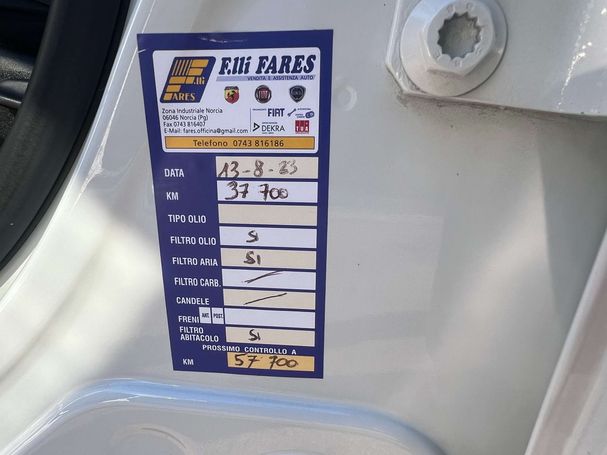 F.lli
FARES
F.lli FARES
VENDITA E ASSISTENZA AUTO
Zona Industriale Norcia
06046 Norcia (Pg)
Fax 0743 816407
E-Mail: fares.officina@gmail.com
FIAT
DEKRA
Telefono 0743 816186
DATA 13-8-23
KM 37 700
TIPO OLIO
FILTRO OLIO SI
FILTRO ARIA SI
FILTRO CARB. /
CANDELE /
FRENI ANT. POST.
FILTRO
ABITACOLO SI
PROSSIMO CONTROLLO A
KM 57 700